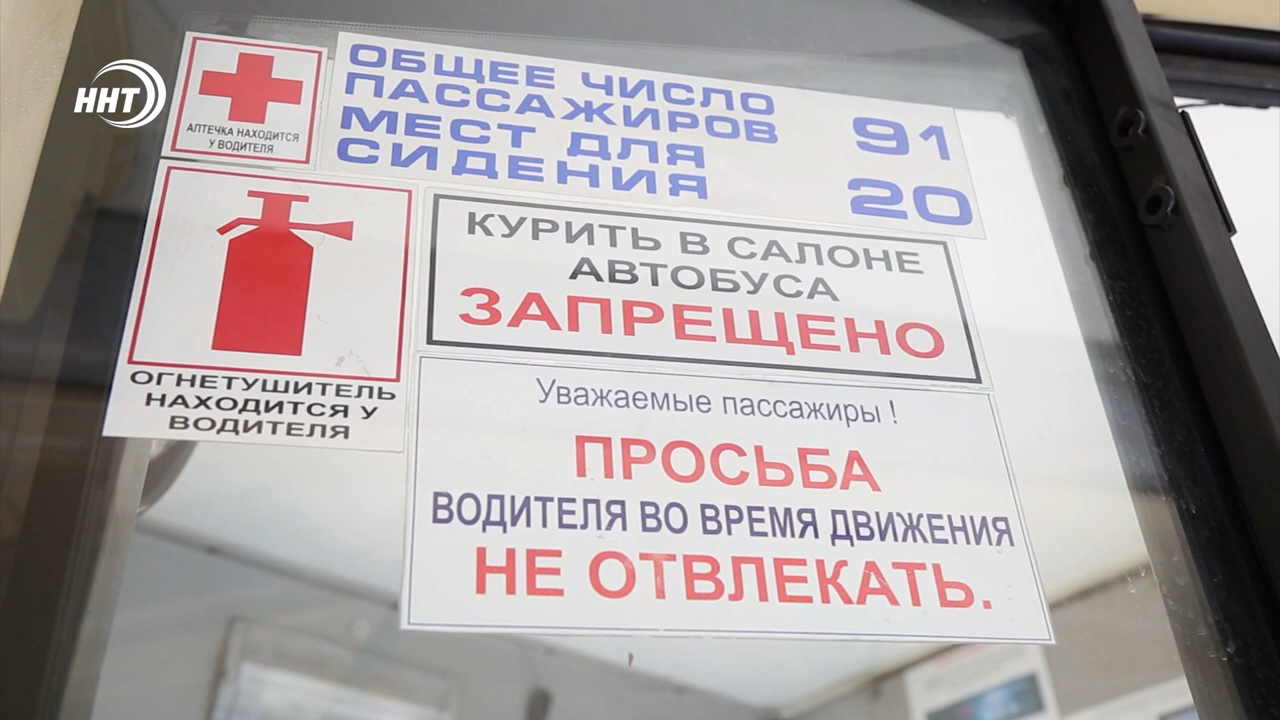 ННТ
АПТЕЧКА НАХОДИТСЯ
У ВОДИТЕЛЯ
ОБЩЕЕ ЧИСЛО
ПАССАЖИРОВ 91
МЕСТ ДЛЯ
СИДЕНИЯ 20
ОГНЕТУШИТЕЛЬ
НАХОДИТСЯ У
ВОДИТЕЛЯ
КУРИТЬ В САЛОНЕ
АВТОБУСА
ЗАПРЕЩЕНО
Уважаемые пассажиры !
ПРОСЬБА
ВОДИТЕЛЯ ВО ВРЕМЯ ДВИЖЕНИЯ
НЕ ОТВЛЕКАТЬ.